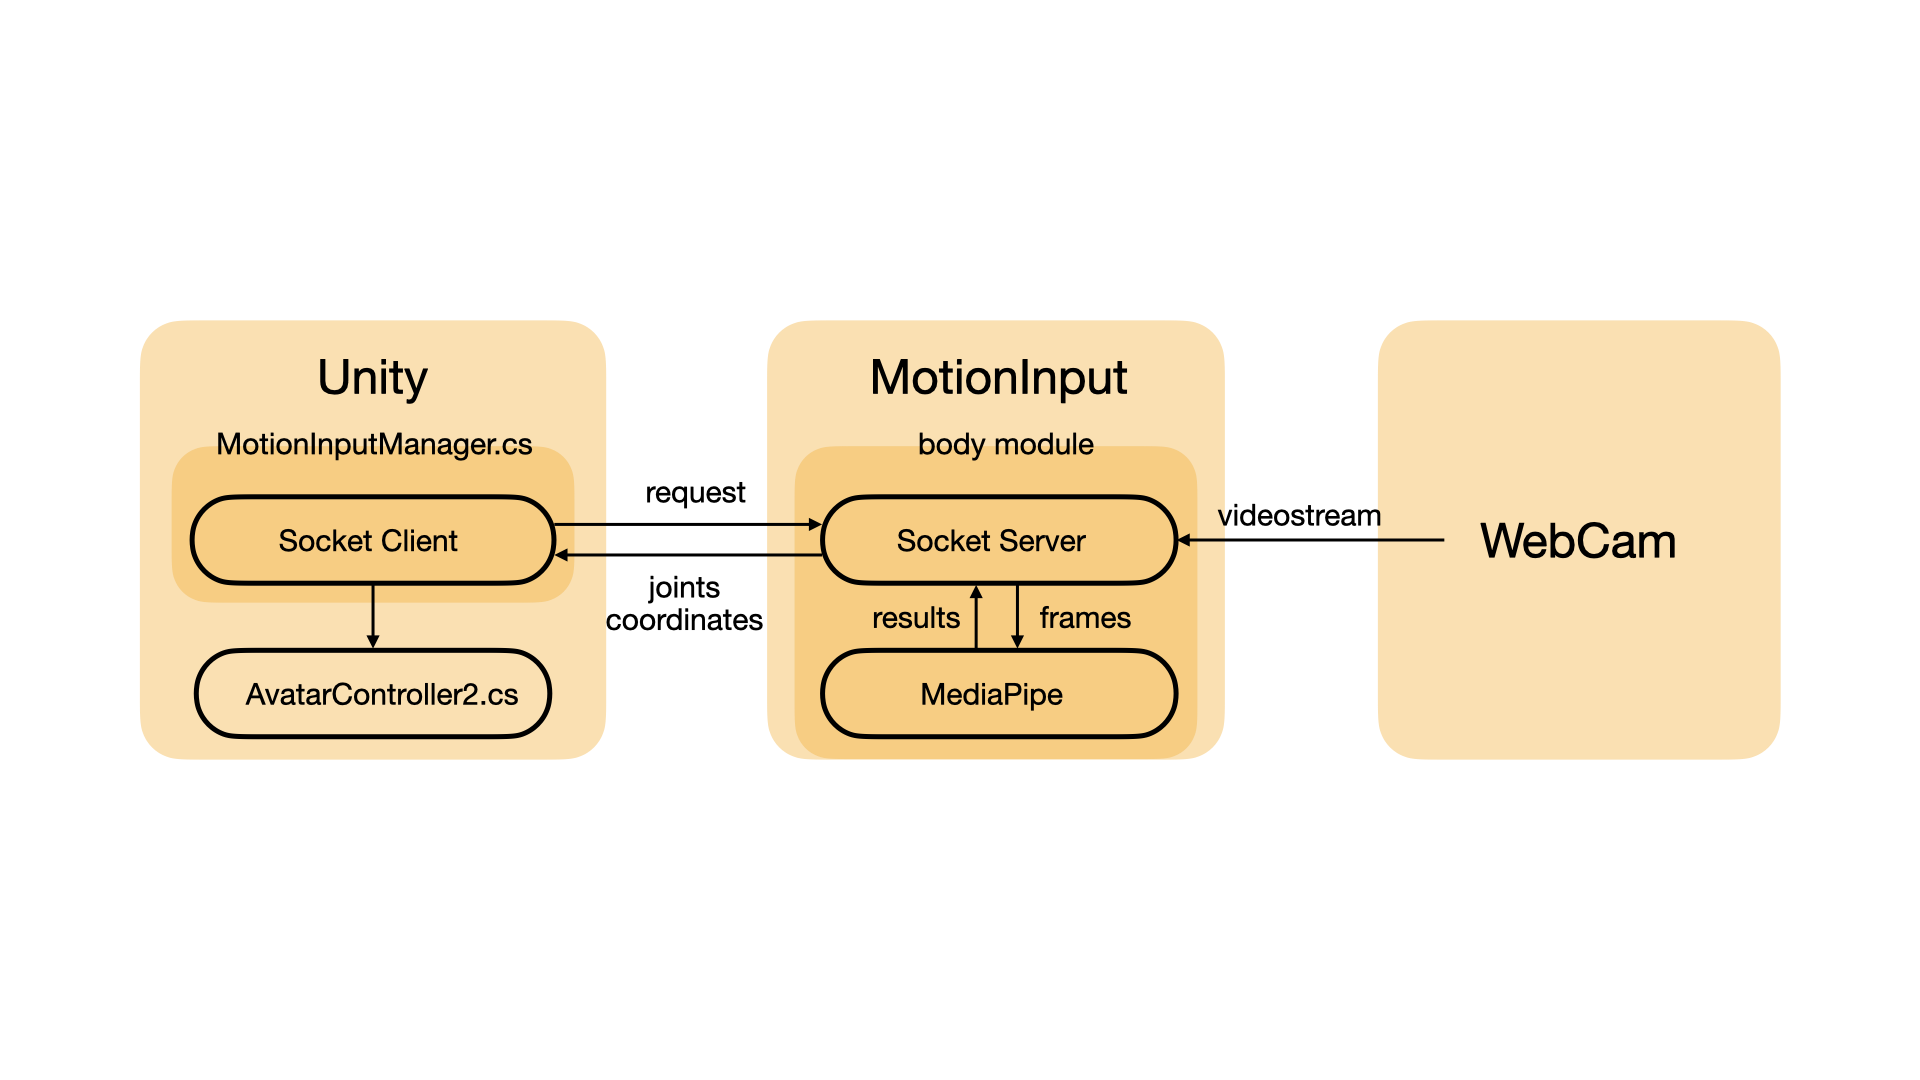 Unity
MotionInputManager.cs
Socket Client
AvatarController2.cs
request
joints
coordinates
MotionInput
body module
Socket Server
results
frames
MediaPipe
videostream
WebCam